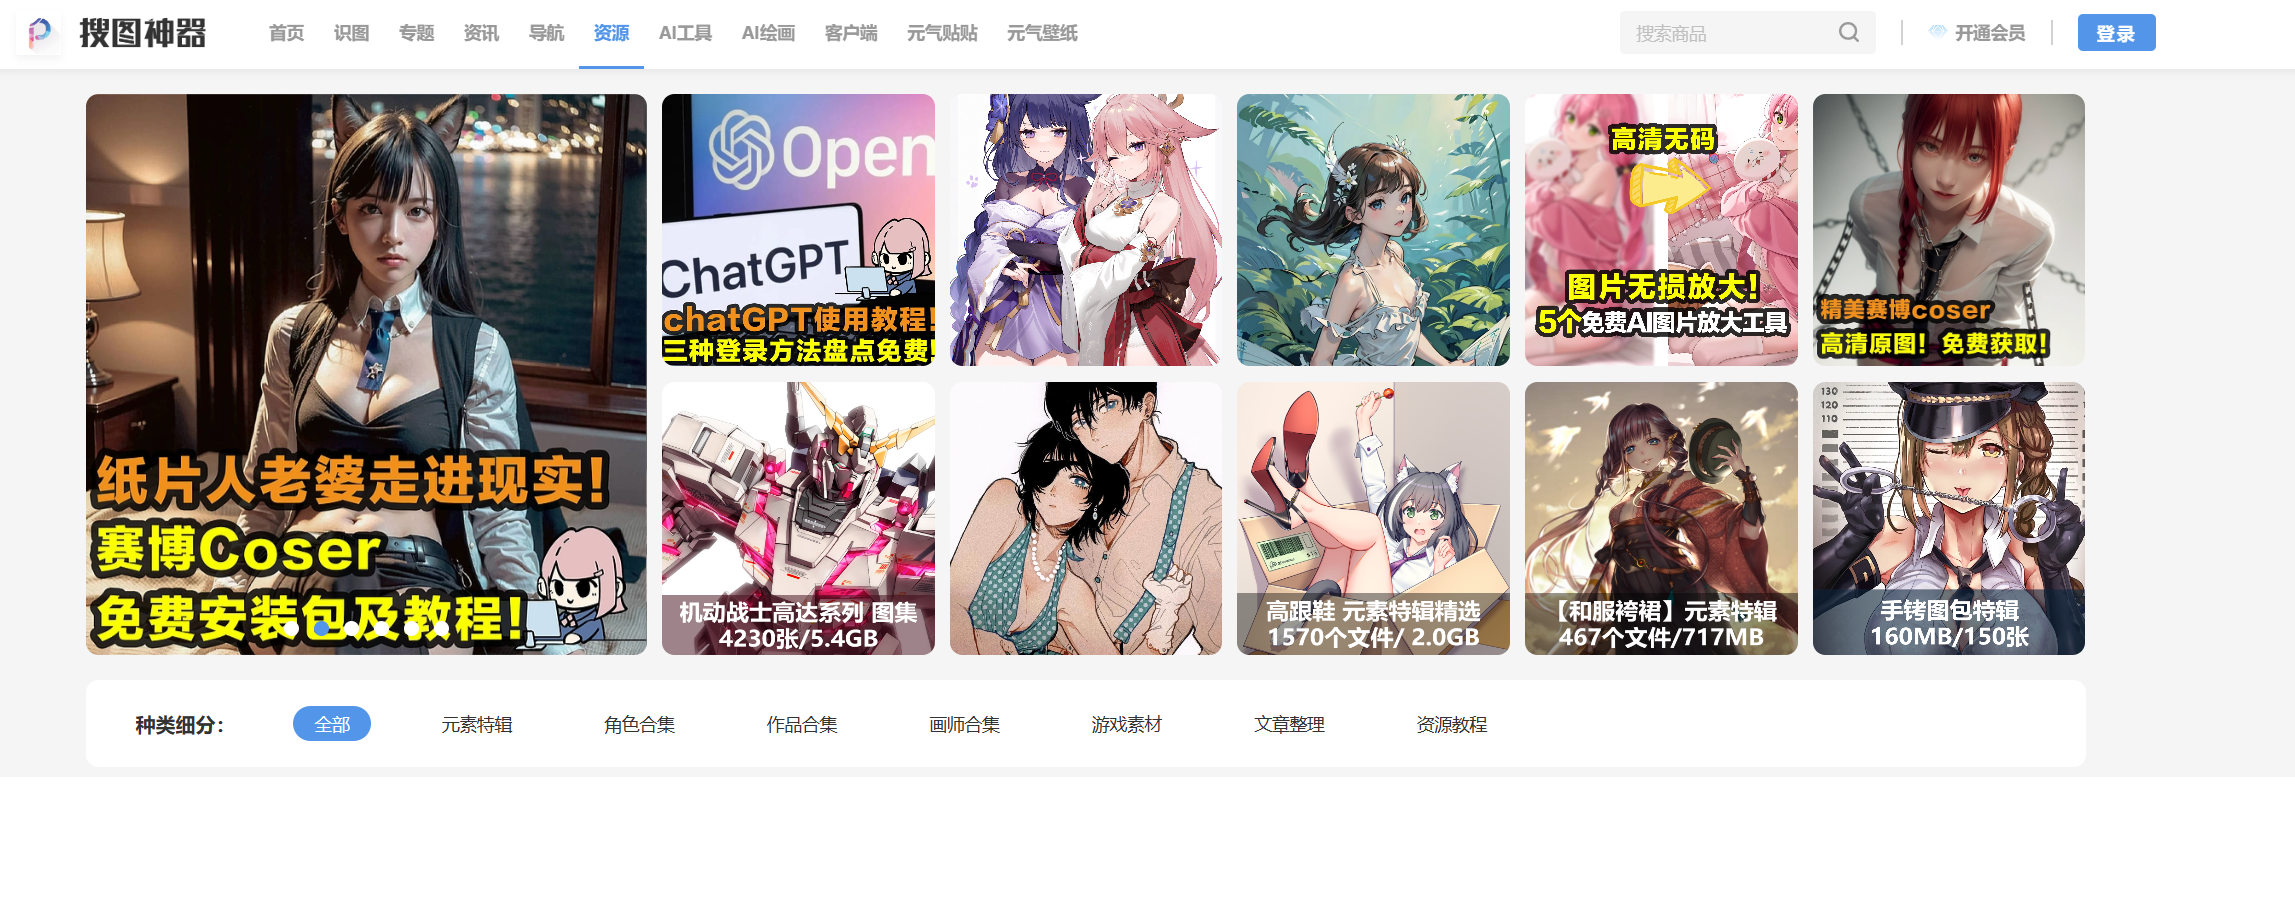 搜图神器
首页 识图 专题 资讯 导航 资源 AI工具 AI绘画 客户端 元气贴贴 元气壁纸
搜索商品
开通会员
登录
纸片人老婆走进现实！
赛博Coser
免费安装包及教程！
Open
ChatGPT
chatGPT使用教程！
三种登录方法盘点免费！
高清无码
图片无损放大！
5个免费AI图片放大工具
精美赛博coser
高清原图！免费获取！
机动战士高达系列 图集
4230张/5.4GB
高跟鞋 元素特辑精选
1570个文件/ 2.0GB
【和服袴裙】元素特辑
467个文件/717MB
130
120
110
手铐图包特辑
160MB/150张
种类细分：
全部 元素特辑 角色合集 作品合集 画师合集 游戏素材 文章整理 资源教程